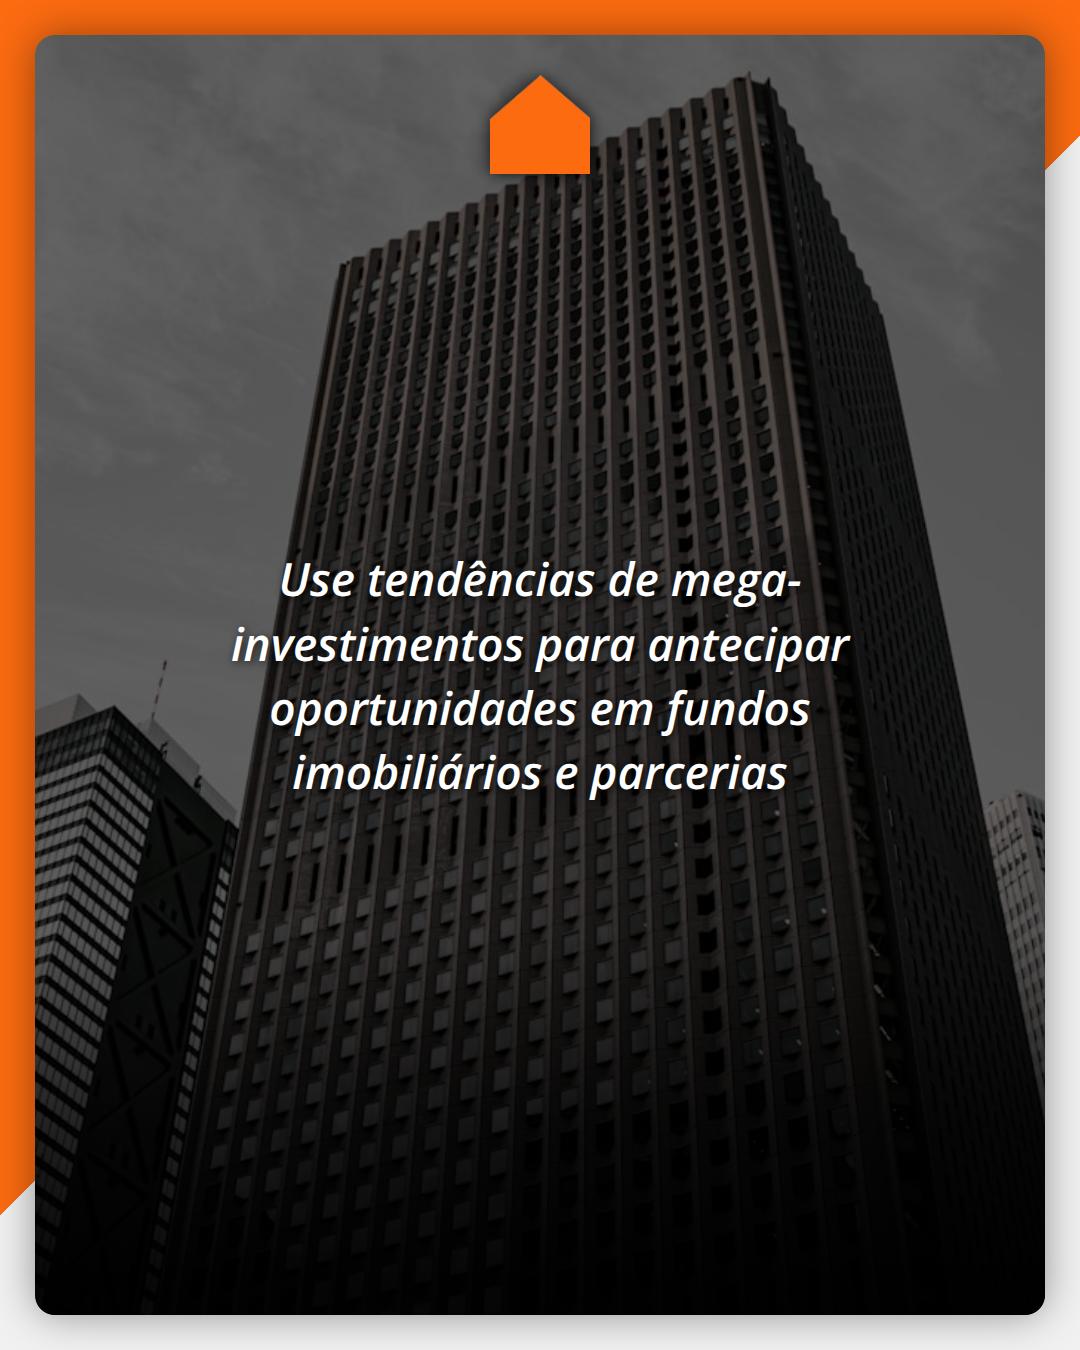 Use tendências de mega-
investimentos para antecipar
oportunidades em fundos
imobiliários e parcerias